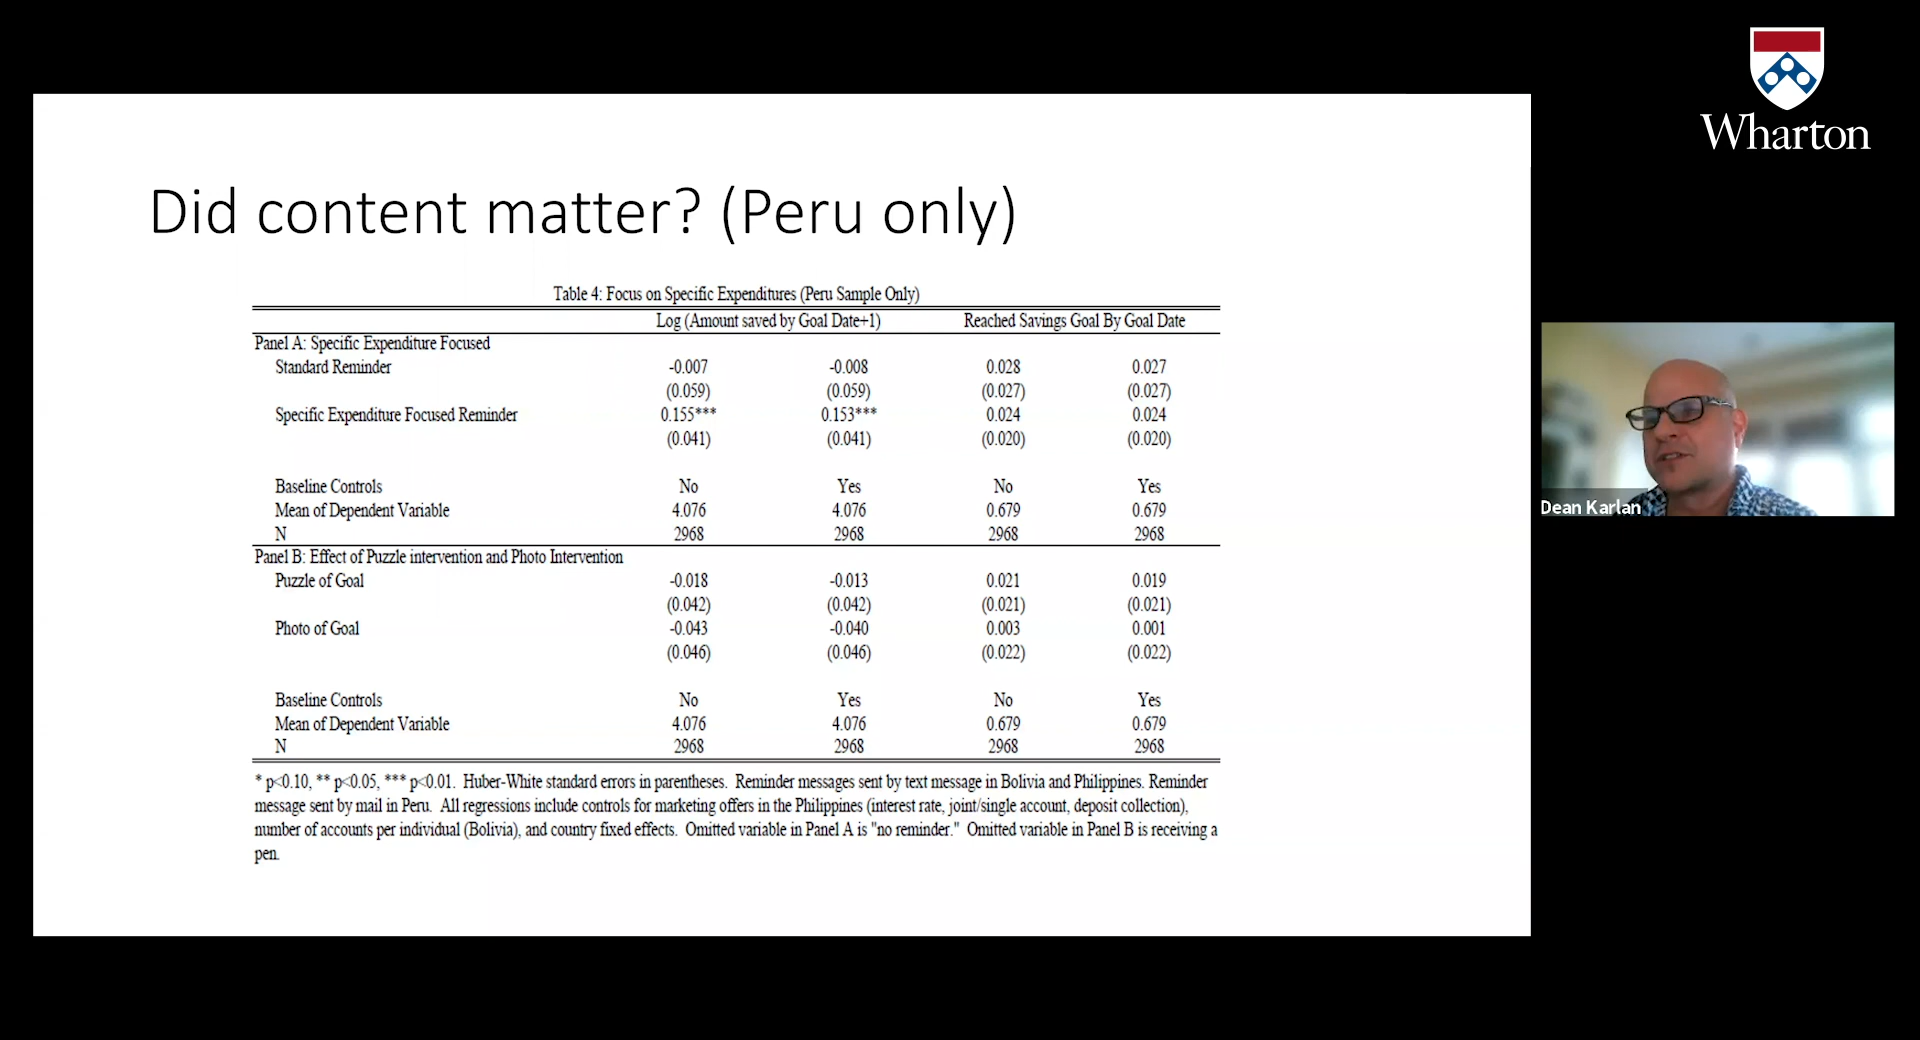 Wharton
Did content matter? (Peru only)
Table 4: Focus on Specific Expenditures (Peru Sample Only)
Log (Amount saved by Goal Date+1) Reached Savings Goal By Goal Date
Panel A: Specific Expenditure Focused
Standard Reminder -0.007 -0.008 0.028 0.027
(0.059) (0.059) (0.027) (0.027)
Specific Expenditure Focused Reminder 0.155*** 0.153*** 0.024 0.024
(0.041) (0.041) (0.020) (0.020)
Baseline Controls No Yes No Yes
Mean of Dependent Variable 4.076 4.076 0.679 0.679
N 2968 2968 2968 2968
Panel B: Effect of Puzzle intervention and Photo Intervention
Puzzle of Goal -0.018 -0.013 0.021 0.019
(0.042) (0.042) (0.021) (0.021)
Photo of Goal -0.043 -0.040 0.003 0.001
(0.046) (0.046) (0.022) (0.022)
Baseline Controls No Yes No Yes
Mean of Dependent Variable 4.076 4.076 0.679 0.679
N 2968 2968 2968 2968
* p<0.10, ** p<0.05, *** p<0.01. Huber-White standard errors in parentheses. Reminder messages sent by text message in Bolivia and Philippines. Reminder
message sent by mail in Peru. All regressions include controls for marketing offers in the Philippines (interest rate, joint/single account, deposit collection),
number of accounts per individual (Bolivia), and country fixed effects. Omitted variable in Panel A is "no reminder." Omitted variable in Panel B is receiving a
pen.
Dean Karlan